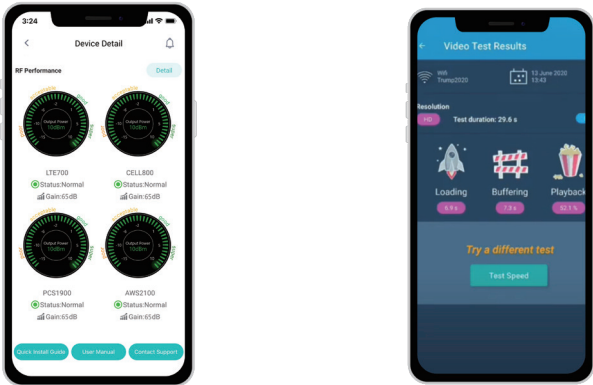 3:24
Device Detail
RF Performance
Detail
Output Power
10dBm
Output Power
10dBm
LTE700
CELL800
Status:Normal
Status:Normal
Gain:65dB
Gain:65dB
Output Power
10dBm
Output Power
10dBm
PCS1900
AWS2100
Status:Normal
Status:Normal
Gain:65dB
Gain:65dB
Quick Install Guide
User Manual
Contact Support
Video Test Results
Wifi
Trump2020
13 June 2020
13:43
Resolution
HD
Test duration: 29.6 s
Loading
Buffering
Playback
6.9 s
7.3 s
52.1 %
Try a different test
Test Speed